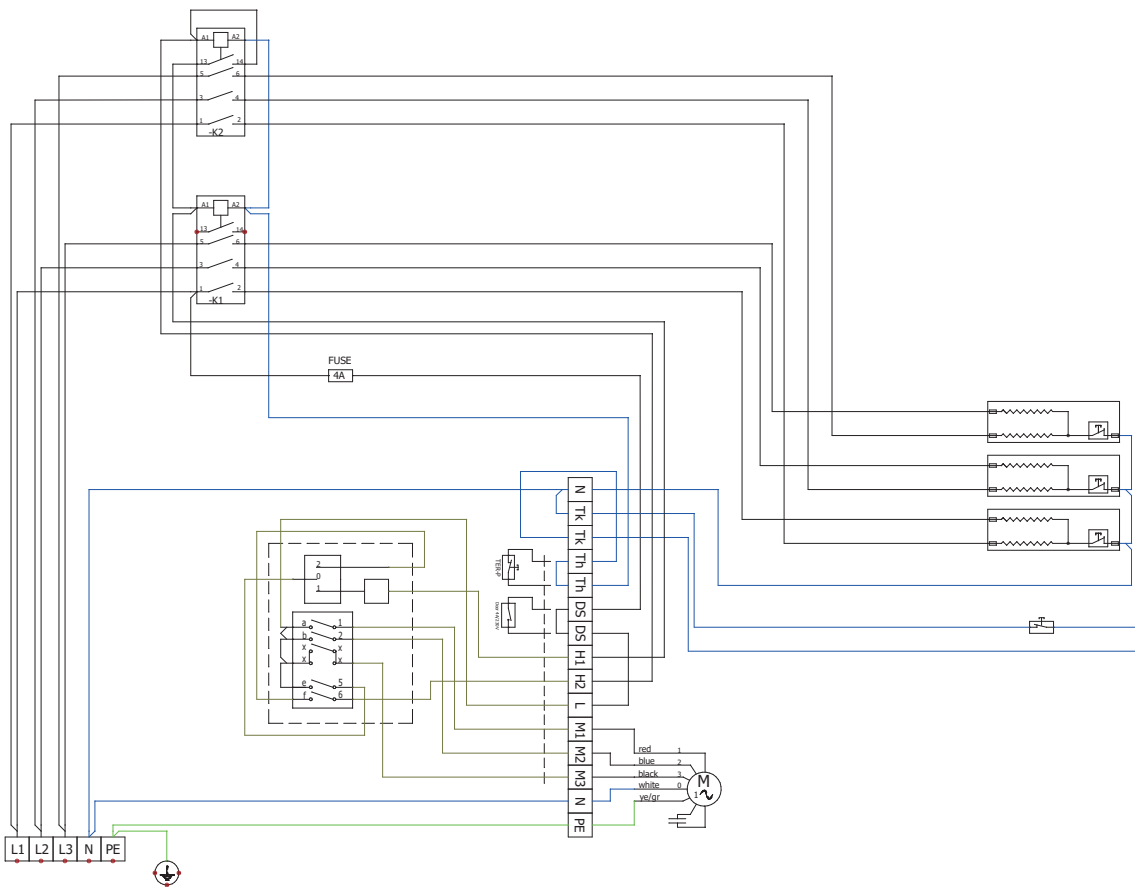 A1 A2
13 14
5 6
3 4
1 2
-K2
A1 A2
13 14
5 6
3 4
1 2
-K1
FUSE
4A
N
Tk
Tk
Th
Th
DS
DS
H1
H2
L
M1
M2
M3
N
PE
TER-P
2
0
1
a 1
b 2
x x
x x
e 5
f 6
red 1
blue 2
black 3
white 0
ye/gr
M
1
L1 L2 L3 N PE